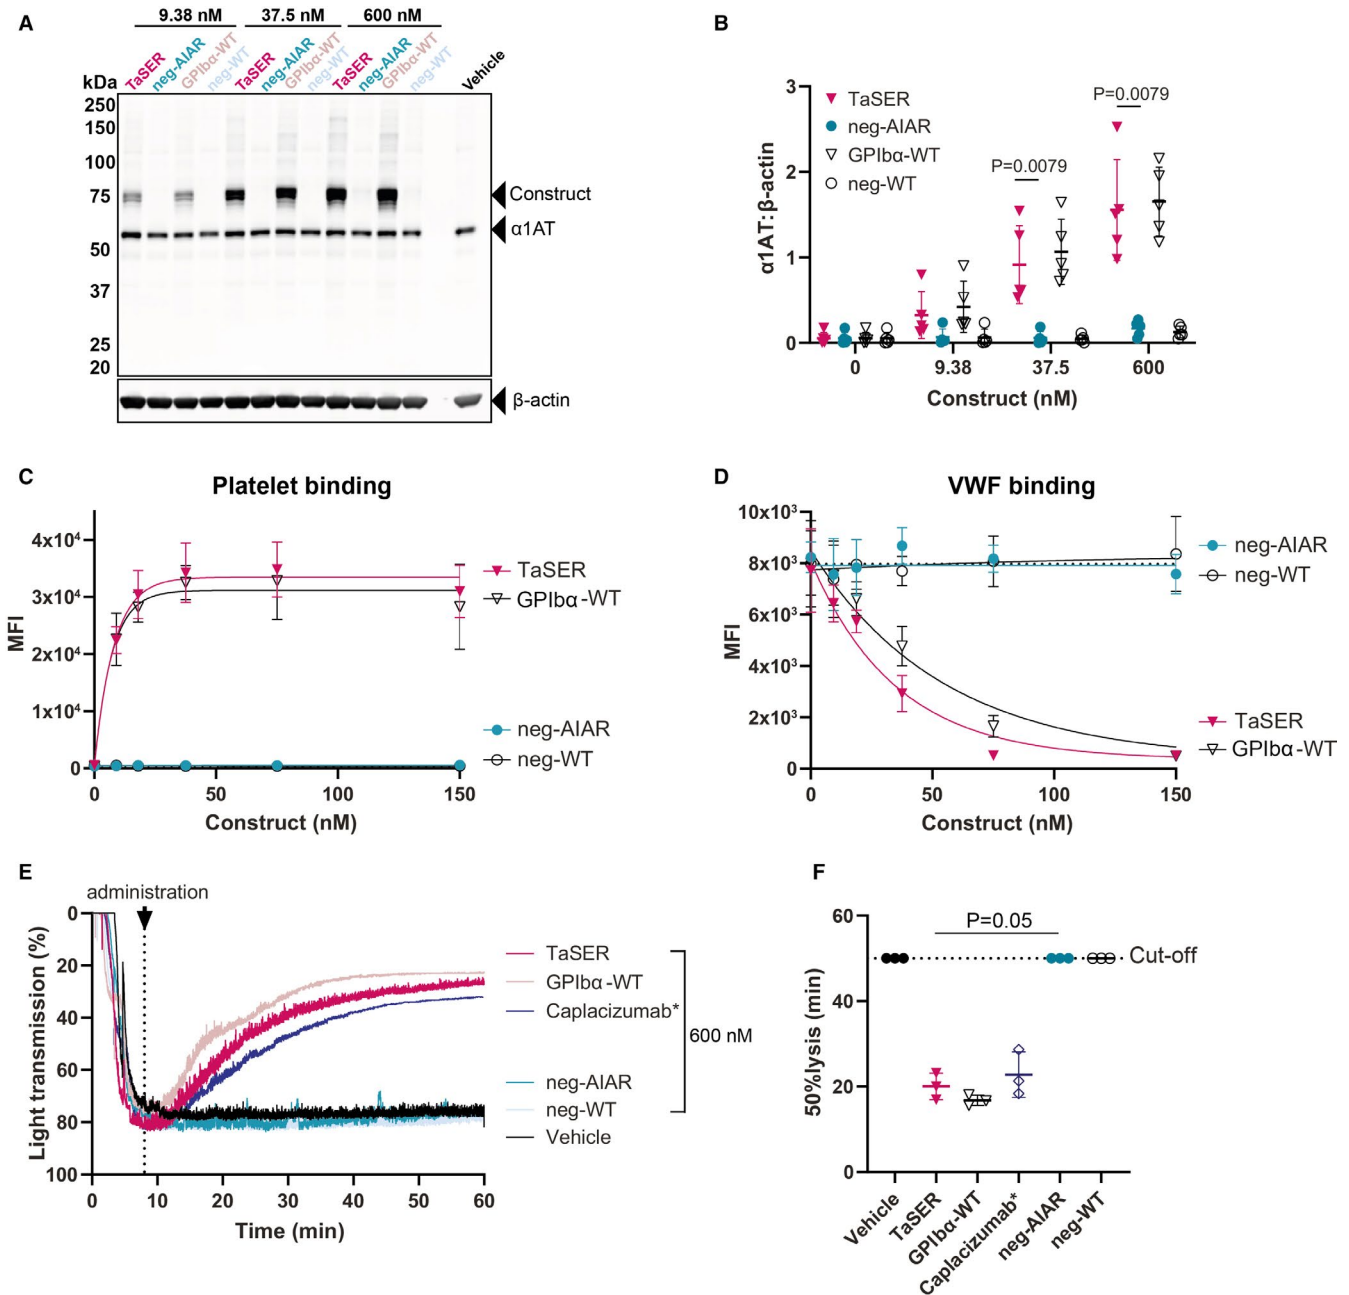 A
9.38 nM 37.5 nM 600 nM
TaSER neg-AIAR GPIbα-WT neg-WT TaSER neg-AIAR GPIbα-WT neg-WT TaSER neg-AIAR GPIbα-WT neg-WT Vehicle
kDa
250
150
100
75
50
37
25
20
Construct
α1AT
β-actin
B
α1AT:β-actin
3
2
1
0
TaSER
neg-AIAR
GPIbα-WT
neg-WT
P=0.0079
P=0.0079
0 9.38 37.5 600
Construct (nM)
C
Platelet binding
MFI
4x10⁴
3x10⁴
2x10⁴
1x10⁴
0
TaSER
GPIbα-WT
neg-AIAR
neg-WT
0 50 100 150
Construct (nM)
D
VWF binding
MFI
10x10³
8x10³
6x10³
4x10³
2x10³
0
neg-AIAR
neg-WT
TaSER
GPIbα-WT
0 50 100 150
Construct (nM)
E
administration
Light transmission (%)
0
20
40
60
80
100
TaSER
GPIbα-WT
Caplacizumab*
600 nM
neg-AIAR
neg-WT
Vehicle
0 10 20 30 40 50 60
Time (min)
F
50%lysis (min)
60
40
20
0
P=0.05
Cut-off
Vehicle TaSER GPIbα-WT Caplacizumab* neg-AIAR neg-WT